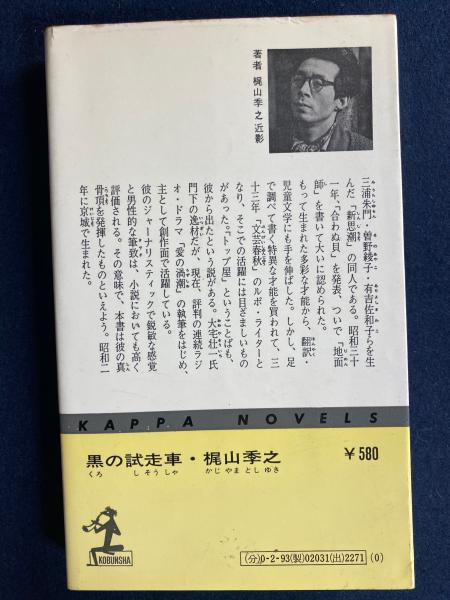 著者 梶山季之近影
三浦朱門・曽野綾子・有吉佐和子らを生
んだ「新思潮」の同人である。昭和三十
一年、「合わぬ貝」を発表、ついで「地面
師」を書いて大いに認められた。
もって生まれた多彩な才能から、翻訳・
児童文学にも手を伸ばした。しかし、足
で調べて書く特異な才能を買われて、三
十三年、「文芸春秋」のルポ・ライターと
なり、そこでの活躍には目ざましいもの
があった。"トップ屋"ということばも、
彼から出たという説がある。大宅壮一氏
門下の逸材だが、現在、評判の連続ラジ
オ・ドラマ「愛の渦潮」の執筆をはじめ、
主として創作面で活躍している。
彼のジャーナリスティックで鋭敏な感覚
と男性的な筆致は、小説においても高く
評価される。その意味で、本書は彼の真
骨頂を発揮したものといえよう。昭和二
年に京城で生まれた。
KAPPA NOVELS
黒の試走車・梶山季之 ¥580
くろ しそうしゃ かじやまとしゆき
KOBUNSHA
(分)0-2-93(製)02031(出)2271 (0)